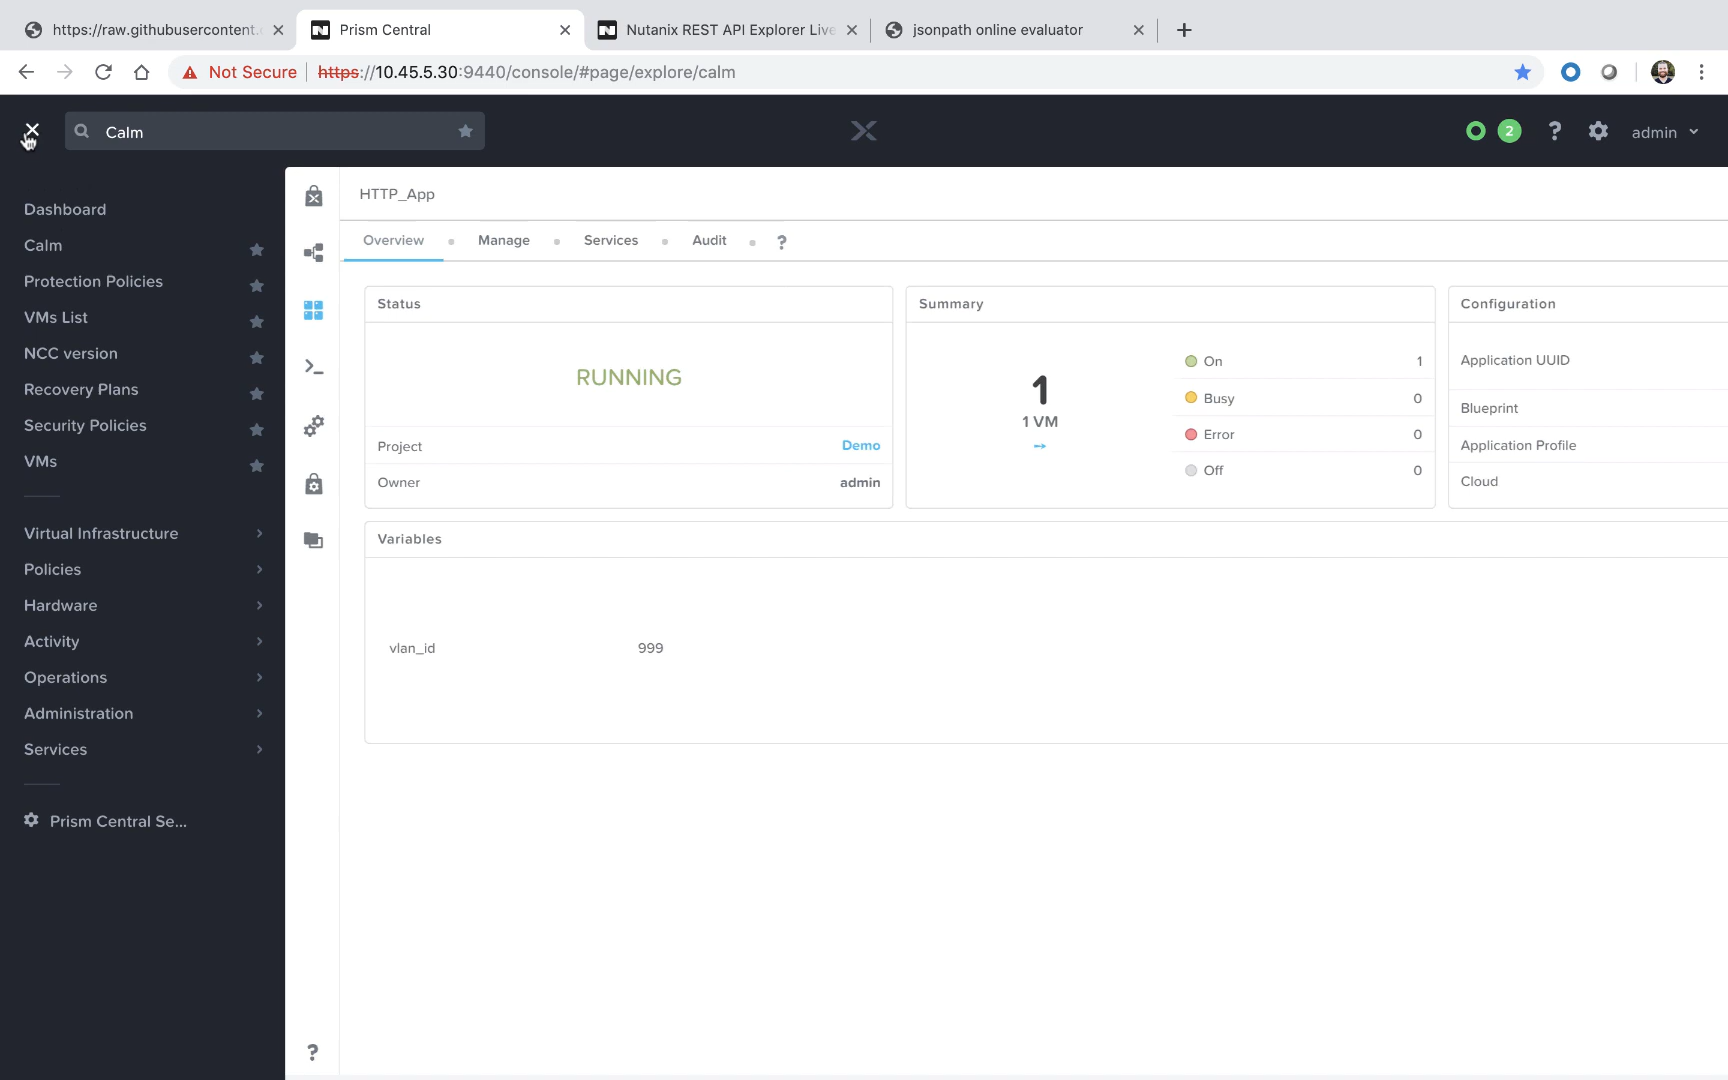 https://raw.githubusercontent.c
Prism Central
Nutanix REST API Explorer Live
jsonpath online evaluator
Not Secure
https://10.45.5.30:9440/console/#page/explore/calm
Calm
2
?
admin
Dashboard
Calm
Protection Policies
VMs List
NCC version
Recovery Plans
Security Policies
VMs
Virtual Infrastructure
Policies
Hardware
Activity
Operations
Administration
Services
Prism Central Se...
HTTP_App
Overview
Manage
Services
Audit
?
Status
RUNNING
Project
Demo
Owner
admin
Summary
1
1 VM
On 1
Busy 0
Error 0
Off 0
Configuration
Application UUID
Blueprint
Application Profile
Cloud
Variables
vlan_id 999
?